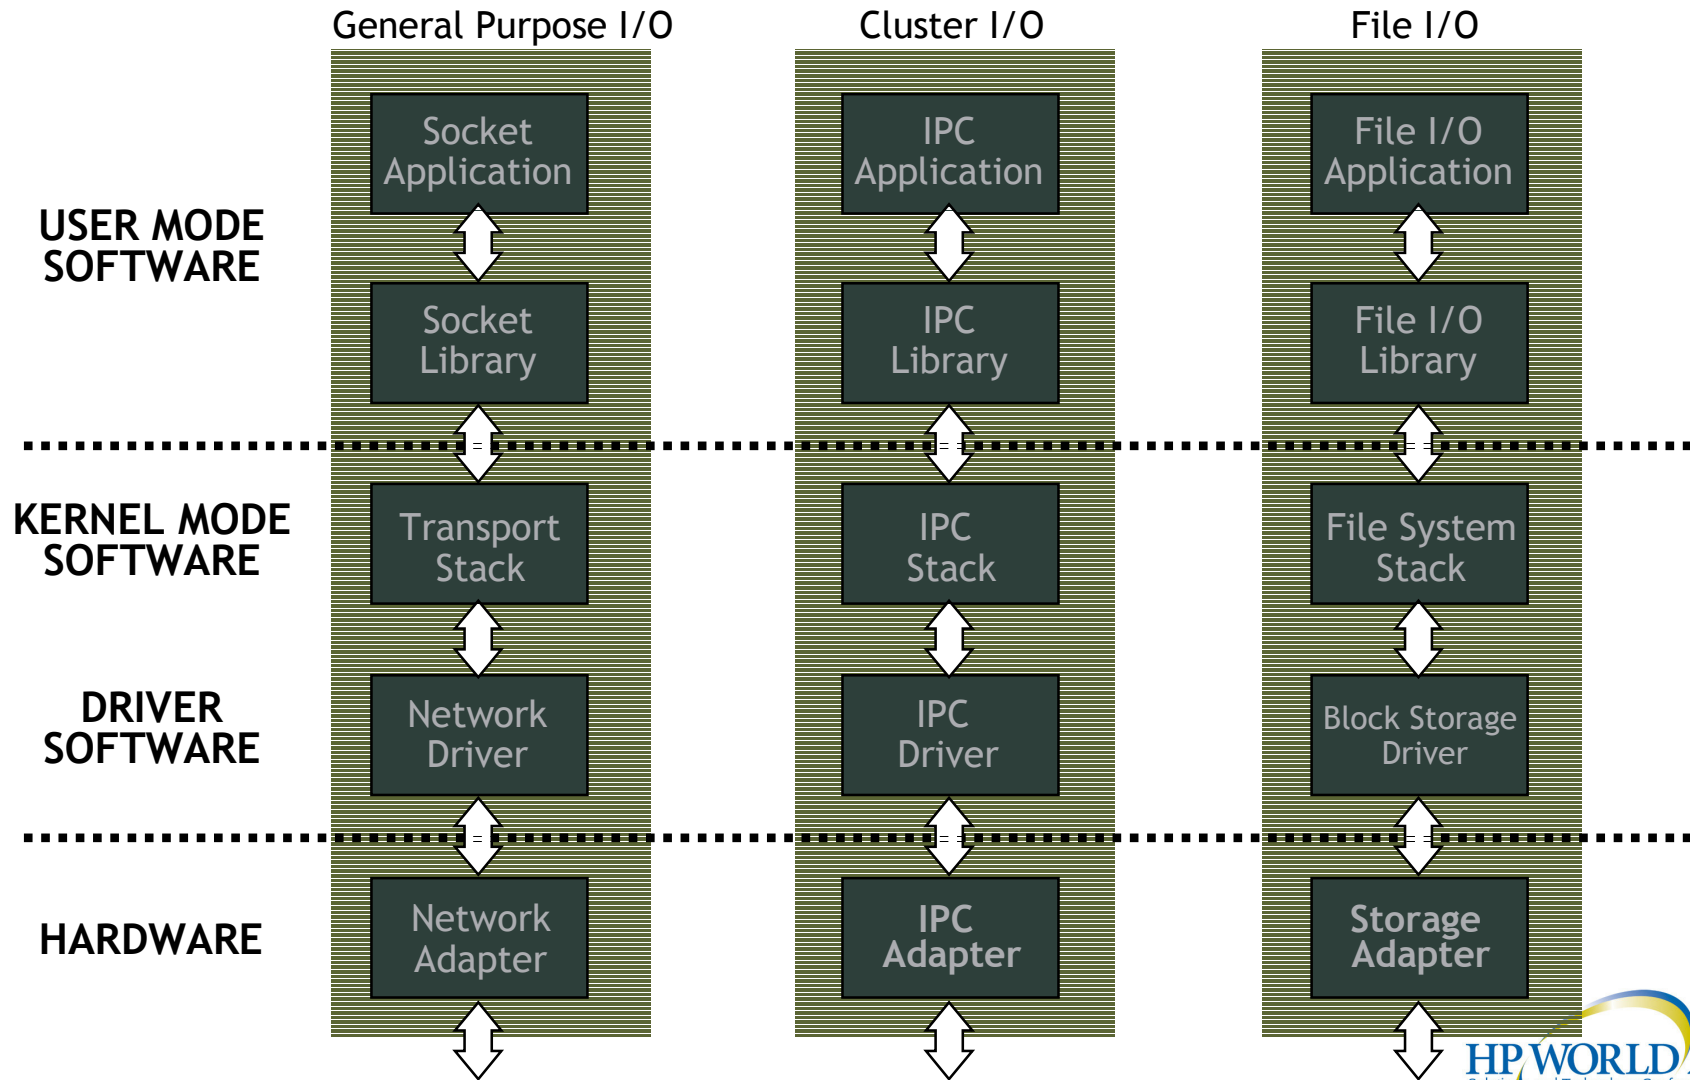 General Purpose I/O
Cluster I/O
File I/O
Socket
Application
IPC
Application
File I/O
Application
USER MODE
SOFTWARE
Socket
Library
IPC
Library
File I/O
Library
KERNEL MODE
SOFTWARE
Transport
Stack
IPC
Stack
File System
Stack
DRIVER
SOFTWARE
Network
Driver
IPC
Driver
Block Storage
Driver
HARDWARE
Network
Adapter
IPC
Adapter
Storage
Adapter
HP WORLD